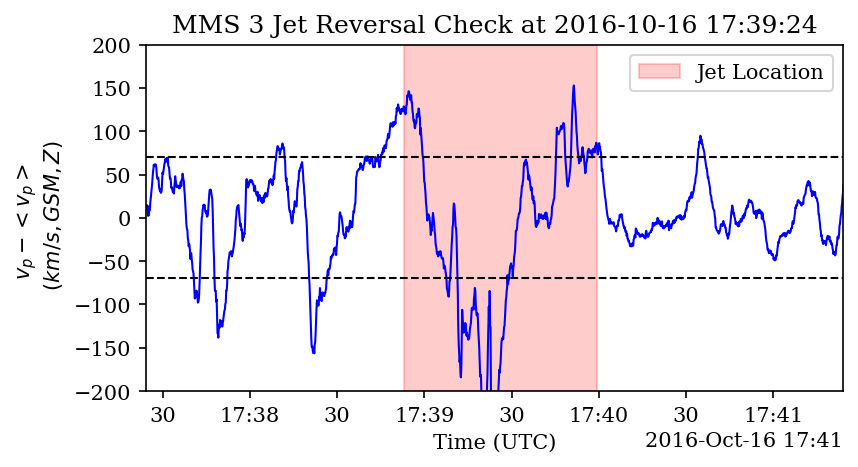 MMS 3 Jet Reversal Check at 2016-10-16 17:39:24
Jet Location
200
150
100
50
0
−50
−100
−150
−200
v_p − < v_p >
(km/s, GSM, Z)
30
17:38
30
17:39
30
17:40
30
17:41
Time (UTC)
2016-Oct-16 17:41